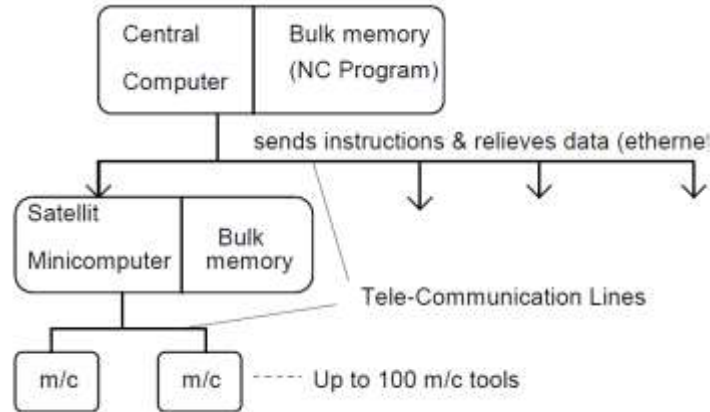 Central
Computer
Bulk memory
(NC Program)
sends instructions & relieves data (etherne
Satellit
Minicomputer
Bulk
memory
Tele-Communication Lines
m/c
m/c
Up to 100 m/c tools